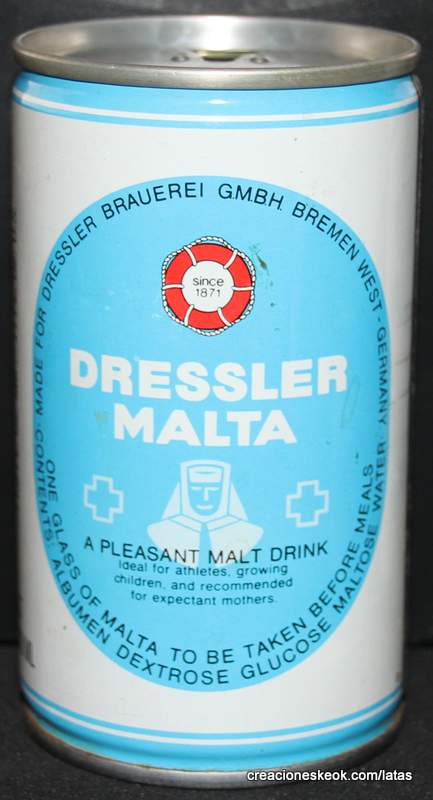 MADE FOR DRESSLER BRAUEREI G.M.B.H. BREMEN WEST - GERMANY
since
1871
DRESSLER
MALTA
A PLEASANT MALT DRINK
Ideal for athletes, growing
children, and recommended
for expectant mothers.
ONE GLASS OF MALTA TO BE TAKEN BEFORE MEALS
CONTENTS: ALBUMEN DEXTROSE GLUCOSE MALTOSE WATER
creacioneskeok.com/latas